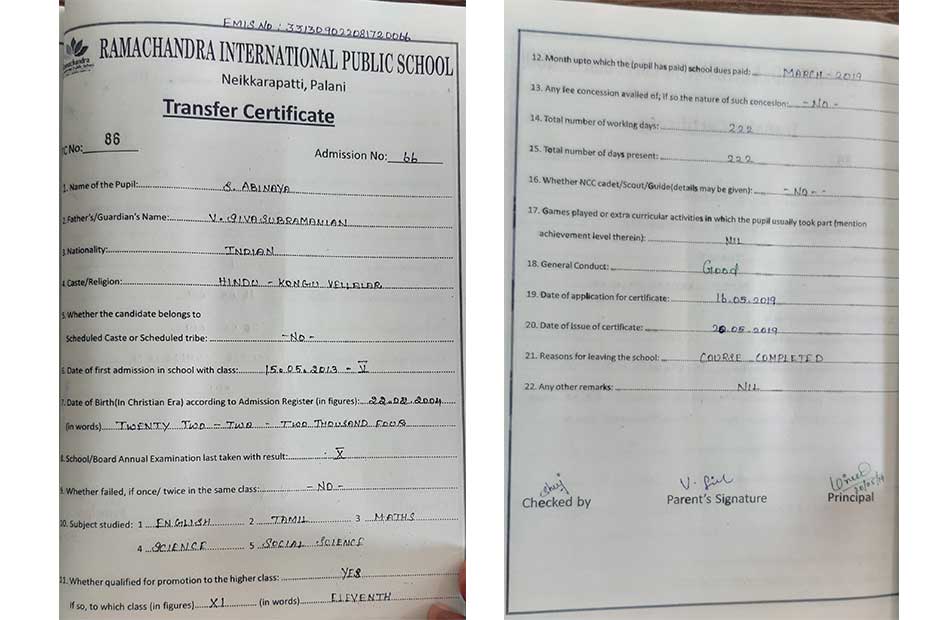 EMIS No : 331309022081720066
RAMACHANDRA INTERNATIONAL PUBLIC SCHOOL
Neikkarapatti, Palani
Transfer Certificate
TC No: 86
Admission No: 66
1. Name of the Pupil: S. ABINAYA
2. Father's/Guardian's Name: V. SIVASUBRAMANIAN
3. Nationality: INDIAN
4. Caste/Religion: HINDU - KONGU VELLALAR
5. Whether the candidate belongs to
Scheduled Caste or Scheduled tribe: -NO-
6. Date of first admission in school with class: 15.05.2013 - V
7. Date of Birth(In Christian Era) according to Admission Register (in figures): 22.02.2004
(in words) TWENTY TWO - TWO - TWO THOUSAND FOUR
8. School/Board Annual Examination last taken with result: X
9. Whether failed, if once/ twice in the same class: -NO-
10. Subject studied: 1 ENGLISH 2 TAMIL 3 MATHS
4 SCIENCE 5 SOCIAL SCIENCE
11. Whether qualified for promotion to the higher class: YES
If so, to which class (in figures) XI (in words) ELEVENTH
12. Month upto which the (pupil has paid) school dues paid: MARCH - 2019
13. Any fee concession availed of; if so the nature of such concesion: -NO-
14. Total number of working days: 222
15. Total number of days present: 222
16. Whether NCC cadet/Scout/Guide(details may be given): -NO-
17. Games played or extra curricular activities in which the pupil usually took part (mention
achievement level therein): NIL
18. General Conduct: Good
19. Date of application for certificate: 16.05.2019
20. Date of issue of certificate: 20.05.2019
21. Reasons for leaving the school: COURSE COMPLETED
22. Any other remarks: NIL
Checked by
Parent's Signature
Principal